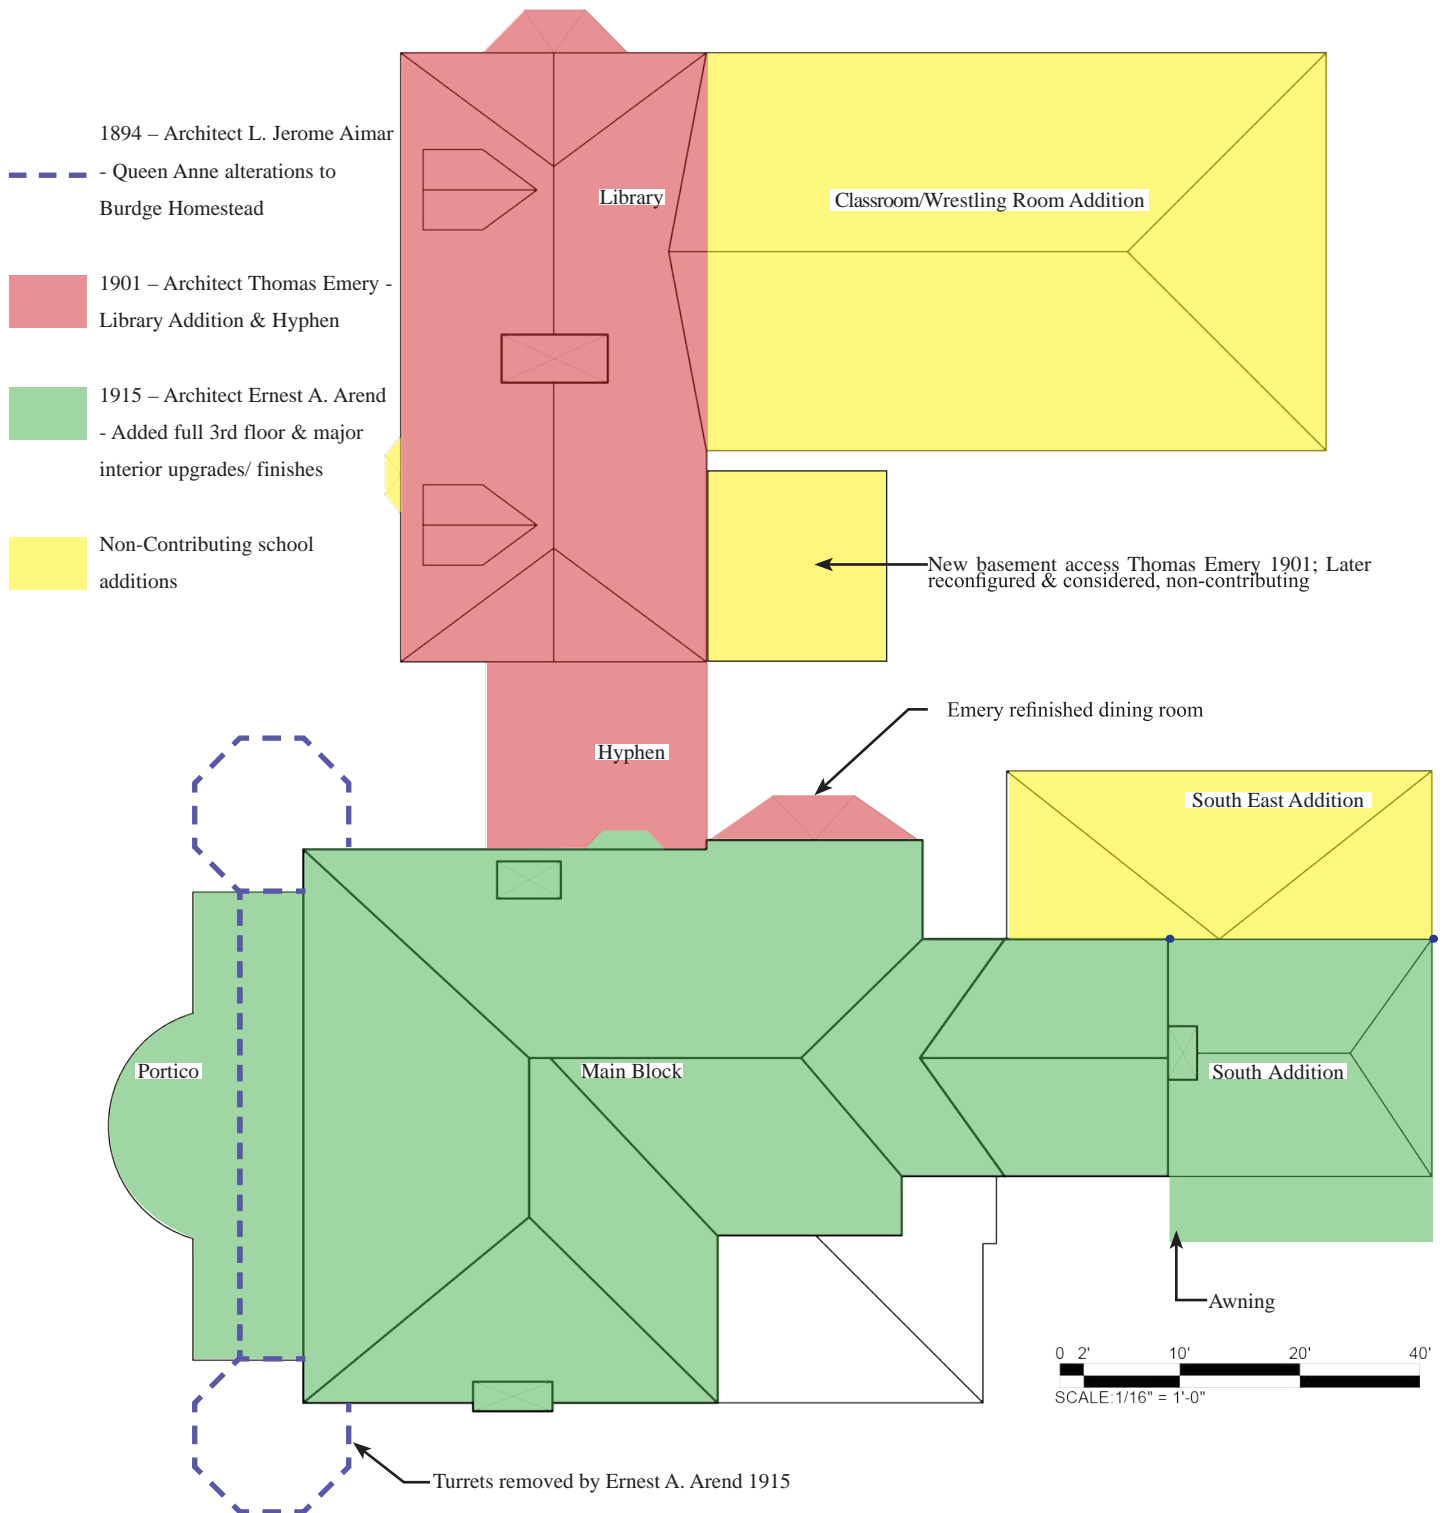 1894 – Architect L. Jerome Aimar
- Queen Anne alterations to
Burdge Homestead
1901 – Architect Thomas Emery -
Library Addition & Hyphen
1915 – Architect Ernest A. Arend
- Added full 3rd floor & major
interior upgrades/ finishes
Non-Contributing school
additions
Library
Classroom/Wrestling Room Addition
New basement access Thomas Emery 1901; Later
reconfigured & considered, non-contributing
Emery refinished dining room
Hyphen
South East Addition
Portico
Main Block
South Addition
Awning
0 2' 10' 20' 40'
SCALE:1/16" = 1'-0"
Turrets removed by Ernest A. Arend 1915